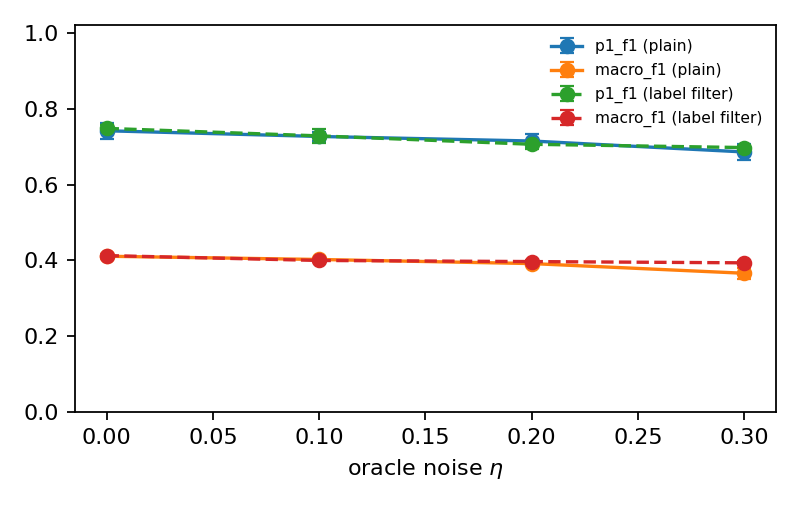 1.0
0.8
0.6
0.4
0.2
0.0
p1_f1 (plain)
macro_f1 (plain)
p1_f1 (label filter)
macro_f1 (label filter)
0.00 0.05 0.10 0.15 0.20 0.25 0.30
oracle noise η